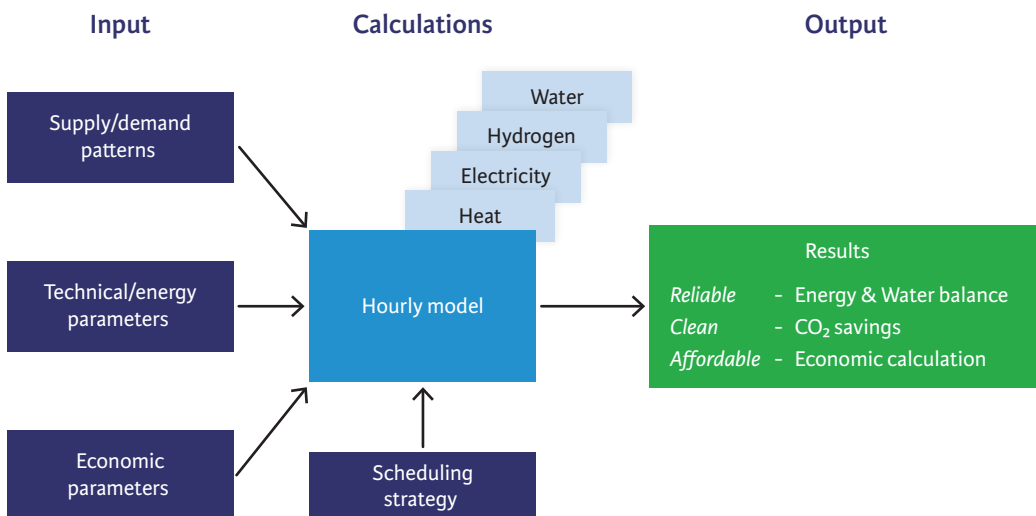 Input
Calculations
Output
Supply/demand
patterns
Technical/energy
parameters
Economic
parameters
Water
Hydrogen
Electricity
Heat
Hourly model
Scheduling
strategy
Results
Reliable - Energy & Water balance
Clean - CO₂ savings
Affordable - Economic calculation